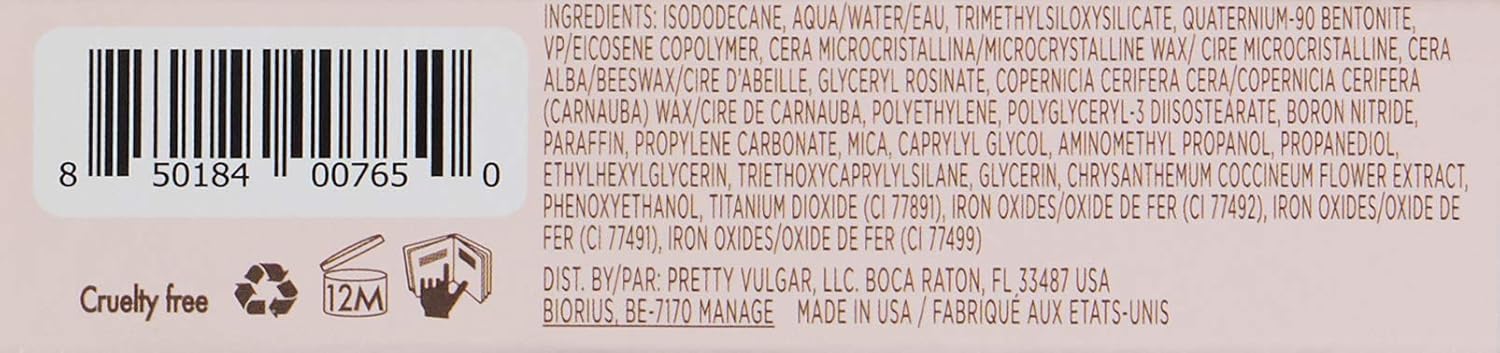 8 50184 00765 0
Cruelty free
12M
INGREDIENTS: ISODODECANE, AQUA/WATER/EAU, TRIMETHYLSILOXYSILICATE, QUATERNIUM-90 BENTONITE,
VP/EICOSENE COPOLYMER, CERA MICROCRISTALLINA/MICROCRYSTALLINE WAX/ CIRE MICROCRISTALLINE, CERA
ALBA/BEESWAX/CIRE D'ABEILLE, GLYCERYL ROSINATE, COPERNICIA CERIFERA CERA/COPERNICIA CERIFERA
(CARNAUBA) WAX/CIRE DE CARNAUBA, POLYETHYLENE, POLYGLYCERYL-3 DIISOSTEARATE, BORON NITRIDE,
PARAFFIN, PROPYLENE CARBONATE, MICA, CAPRYLYL GLYCOL, AMINOMETHYL PROPANOL, PROPANEDIOL,
ETHYLHEXYLGLYCERIN, TRIETHOXYCAPRYLYLSILANE, GLYCERIN, CHRYSANTHEMUM COCCINEUM FLOWER EXTRACT,
PHENOXYETHANOL, TITANIUM DIOXIDE (CI 77891), IRON OXIDES/OXIDE DE FER (CI 77492), IRON OXIDES/OXIDE DE
FER (CI 77491), IRON OXIDES/OXIDE DE FER (CI 77499)
DIST. BY/PAR: PRETTY VULGAR, LLC. BOCA RATON, FL 33487 USA
BIORIUS, BE-7170 MANAGE MADE IN USA / FABRIQUÉ AUX ETATS-UNIS